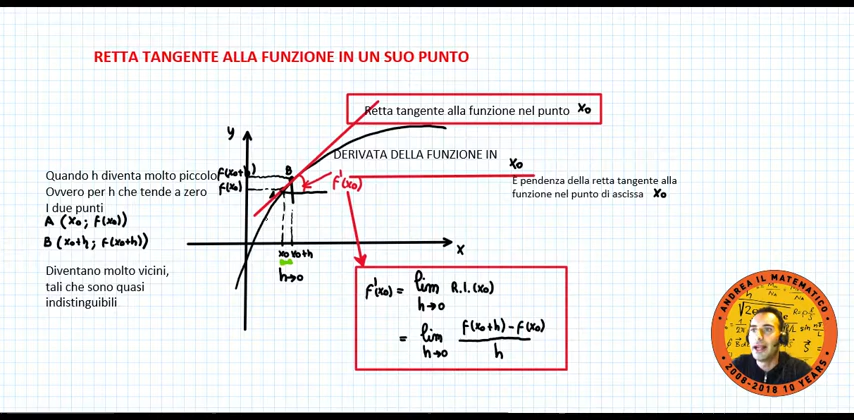 RETTA TANGENTE ALLA FUNZIONE IN UN SUO PUNTO
Retta tangente alla funzione nel punto x₀
y
DERIVATA DELLA FUNZIONE IN x₀
Quando h diventa molto piccolo
Ovvero per h che tende a zero
I due punti
A (x₀; f(x₀))
B (x₀+h; f(x₀+h))
Diventano molto vicini,
tali che sono quasi
indistinguibili
f(x₀+h)
f(x₀)
B
A
f'(x₀)
È pendenza della retta tangente alla
funzione nel punto di ascissa x₀
x₀ x₀+h
x
h→0
f'(x₀) = lim R.I.(x₀)
h→0
= lim f(x₀+h)-f(x₀)
h→0 h
ANDREA IL MATEMATICO
2008-2018 10 YEARS